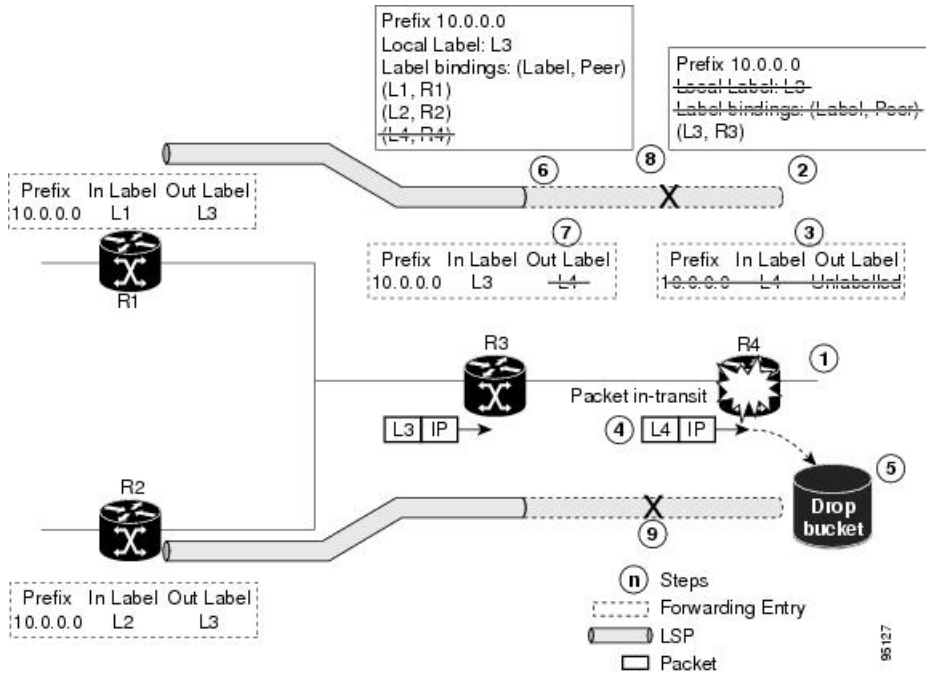 Prefix 10.0.0.0
Local Label: L3
Label bindings: (Label, Peer)
(L1, R1)
(L2, R2)
(L4, R4)
Prefix 10.0.0.0
Local Label: L3
Label bindings: (Label, Peer)
(L3, R3)
6
8
2
Prefix In Label Out Label
10.0.0.0 L1 L3
R1
7
Prefix In Label Out Label
10.0.0.0 L3 L4
3
Prefix In Label Out Label
10.0.0.0 L4 Unlabelled
R3
R4
1
Packet in-transit
L3 IP
4
L4 IP
5
Drop
bucket
R2
9
Prefix In Label Out Label
10.0.0.0 L2 L3
n Steps
Forwarding Entry
LSP
Packet
95127